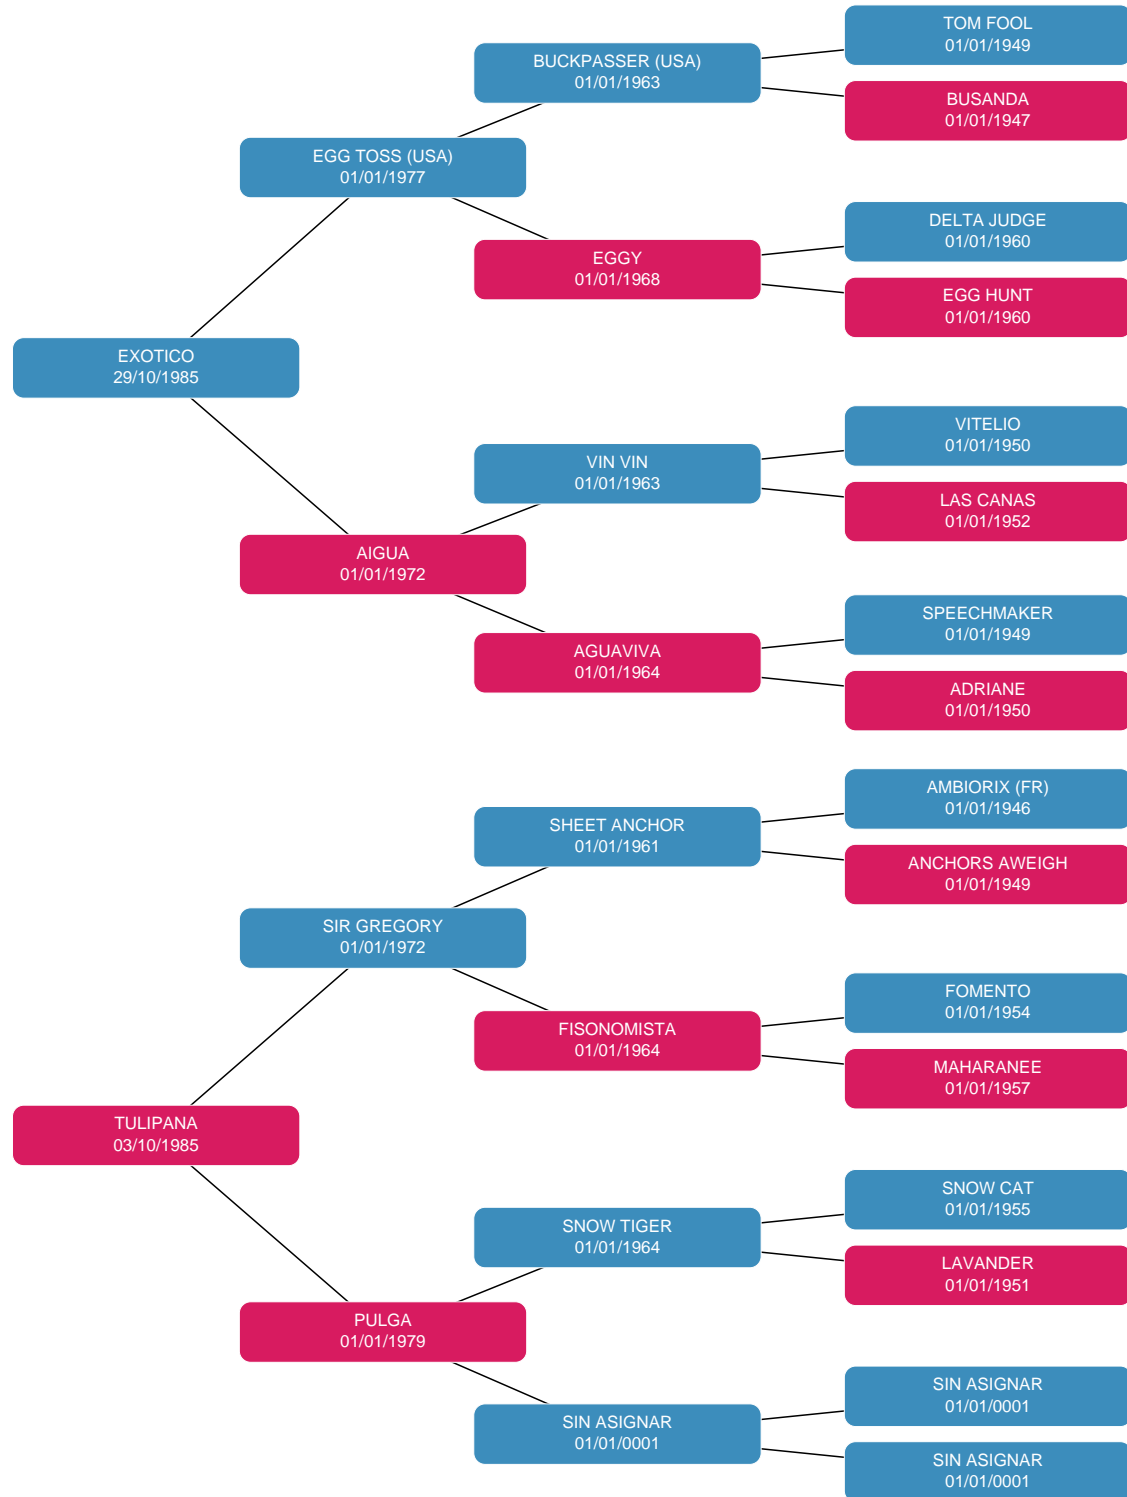 TOM FOOL
01/01/1949
BUCKPASSER (USA)
01/01/1963
BUSANDA
01/01/1947
EGG TOSS (USA)
01/01/1977
DELTA JUDGE
01/01/1960
EGGY
01/01/1968
EGG HUNT
01/01/1960
EXOTICO
29/10/1985
VITELIO
01/01/1950
VIN VIN
01/01/1963
LAS CANAS
01/01/1952
AIGUA
01/01/1972
SPEECHMAKER
01/01/1949
AGUAVIVA
01/01/1964
ADRIANE
01/01/1950
AMBIORIX (FR)
01/01/1946
SHEET ANCHOR
01/01/1961
ANCHORS AWEIGH
01/01/1949
SIR GREGORY
01/01/1972
FOMENTO
01/01/1954
FISONOMISTA
01/01/1964
MAHARANEE
01/01/1957
TULIPANA
03/10/1985
SNOW CAT
01/01/1955
SNOW TIGER
01/01/1964
LAVANDER
01/01/1951
PULGA
01/01/1979
SIN ASIGNAR
01/01/0001
SIN ASIGNAR
01/01/0001
SIN ASIGNAR
01/01/0001